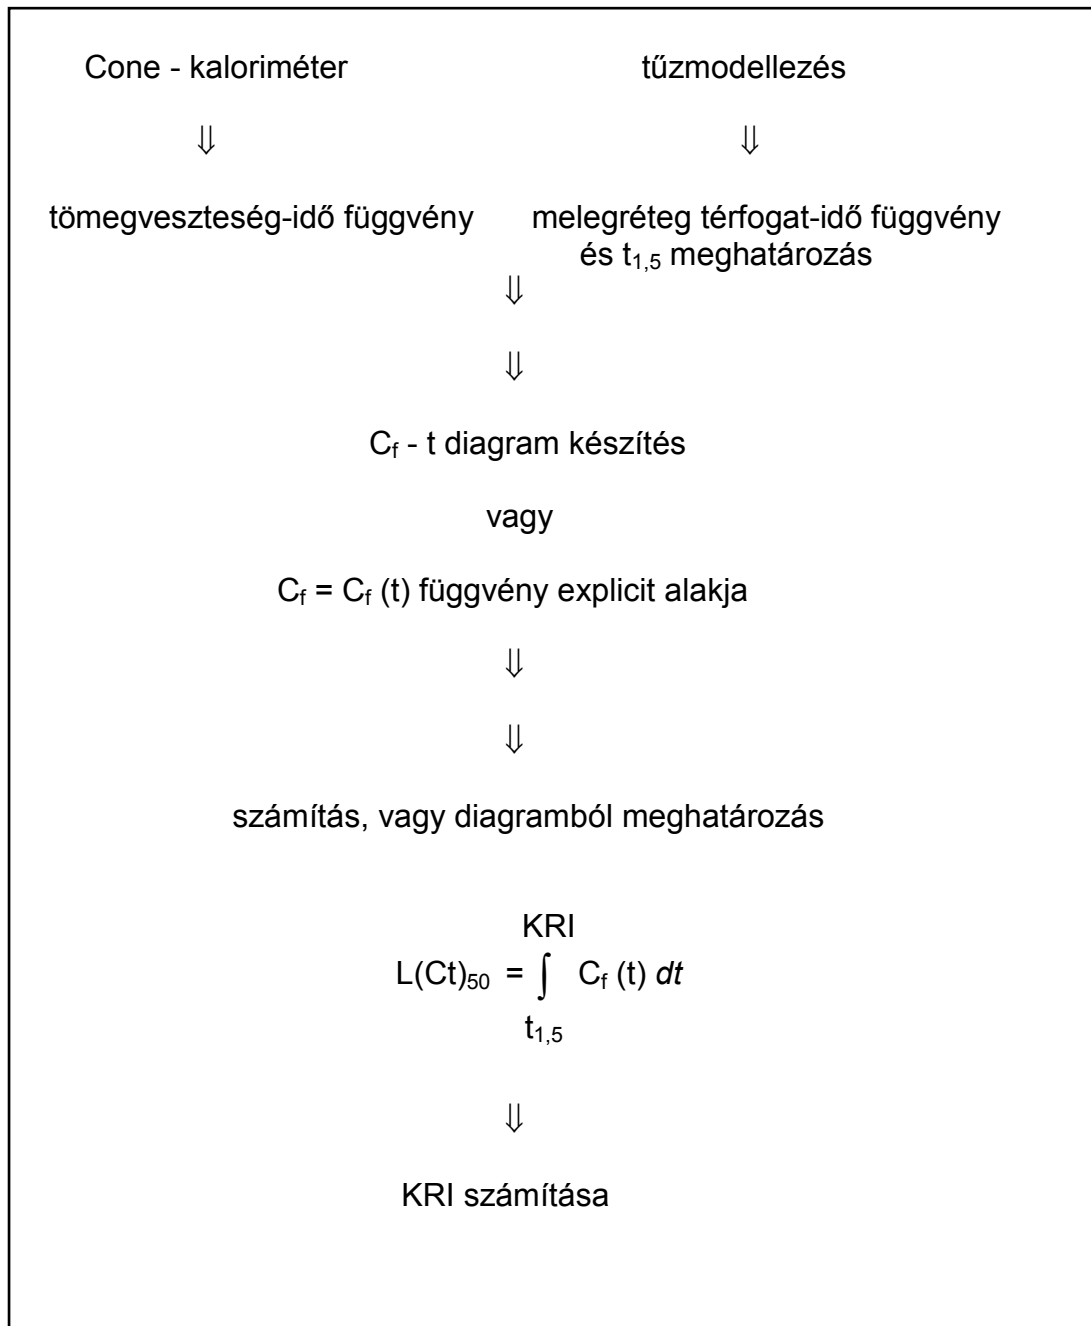 Cone - kaloriméter tűzmodellezés
⇓ ⇓
tömegveszteség-idő függvény melegréteg térfogat-idő függvény
és t1,5 meghatározás
⇓
⇓
Cf - t diagram készítés
vagy
Cf = Cf (t) függvény explicit alakja
⇓
⇓
számítás, vagy diagramból meghatározás
KRI
L(Ct)50 = ∫ Cf (t) dt
t1,5
⇓
KRI számítása